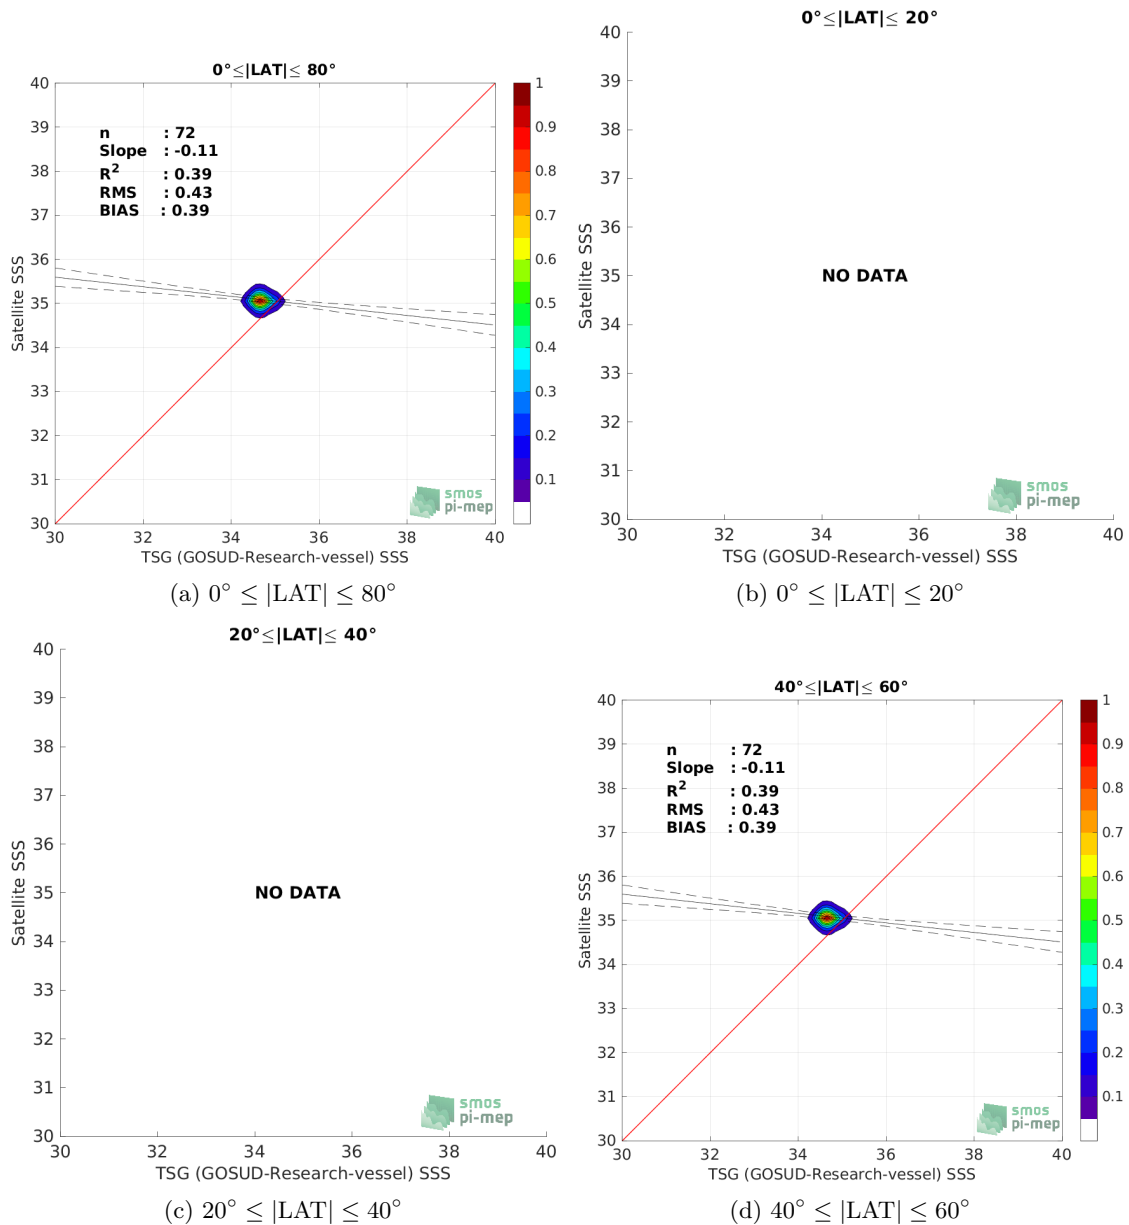 0°≤|LAT|≤ 80°
40
39
38
37
36
35
34
33
32
31
30
n : 72
Slope : -0.11
R² : 0.39
RMS : 0.43
BIAS : 0.39
Satellite SSS
30 32 34 36 38 40
TSG (GOSUD-Research-vessel) SSS
1
0.9
0.8
0.7
0.6
0.5
0.4
0.3
0.2
0.1
smos
pi-mep
(a) 0° ≤ |LAT| ≤ 80°
0°≤|LAT|≤ 20°
40
39
38
37
36
35
34
33
32
31
30
NO DATA
Satellite SSS
smos
pi-mep
30 32 34 36 38 40
TSG (GOSUD-Research-vessel) SSS
(b) 0° ≤ |LAT| ≤ 20°
20°≤|LAT|≤ 40°
40
39
38
37
36
35
34
33
32
31
30
NO DATA
Satellite SSS
smos
pi-mep
30 32 34 36 38 40
TSG (GOSUD-Research-vessel) SSS
(c) 20° ≤ |LAT| ≤ 40°
40°≤|LAT|≤ 60°
40
39
38
37
36
35
34
33
32
31
30
n : 72
Slope : -0.11
R² : 0.39
RMS : 0.43
BIAS : 0.39
Satellite SSS
30 32 34 36 38 40
TSG (GOSUD-Research-vessel) SSS
1
0.9
0.8
0.7
0.6
0.5
0.4
0.3
0.2
0.1
smos
pi-mep
(d) 40° ≤ |LAT| ≤ 60°